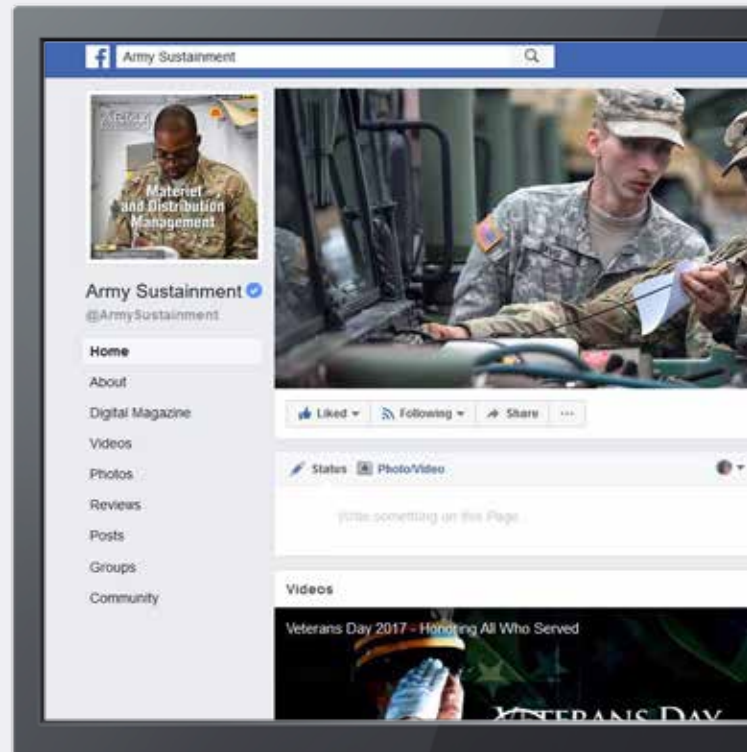 f Army Sustainment
Materiel
and Distribution
Management
Army Sustainment
@ArmySustainment
Home
About
Digital Magazine
Videos
Photos
Reviews
Posts
Groups
Community
Liked
Following
Share
...
Status
Photo/Video
Write something on this Page...
Videos
Veterans Day 2017 - Honoring All Who Served
VETERANS DAY